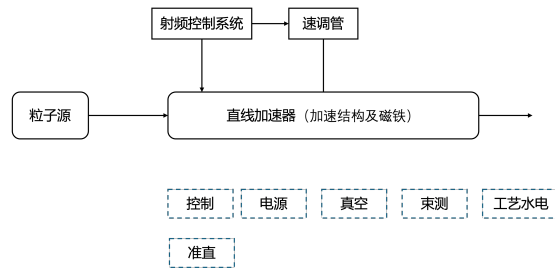 射频控制系统
速调管
粒子源
直线加速器（加速结构及磁铁）
控制
电源
真空
束测
工艺水电
准直